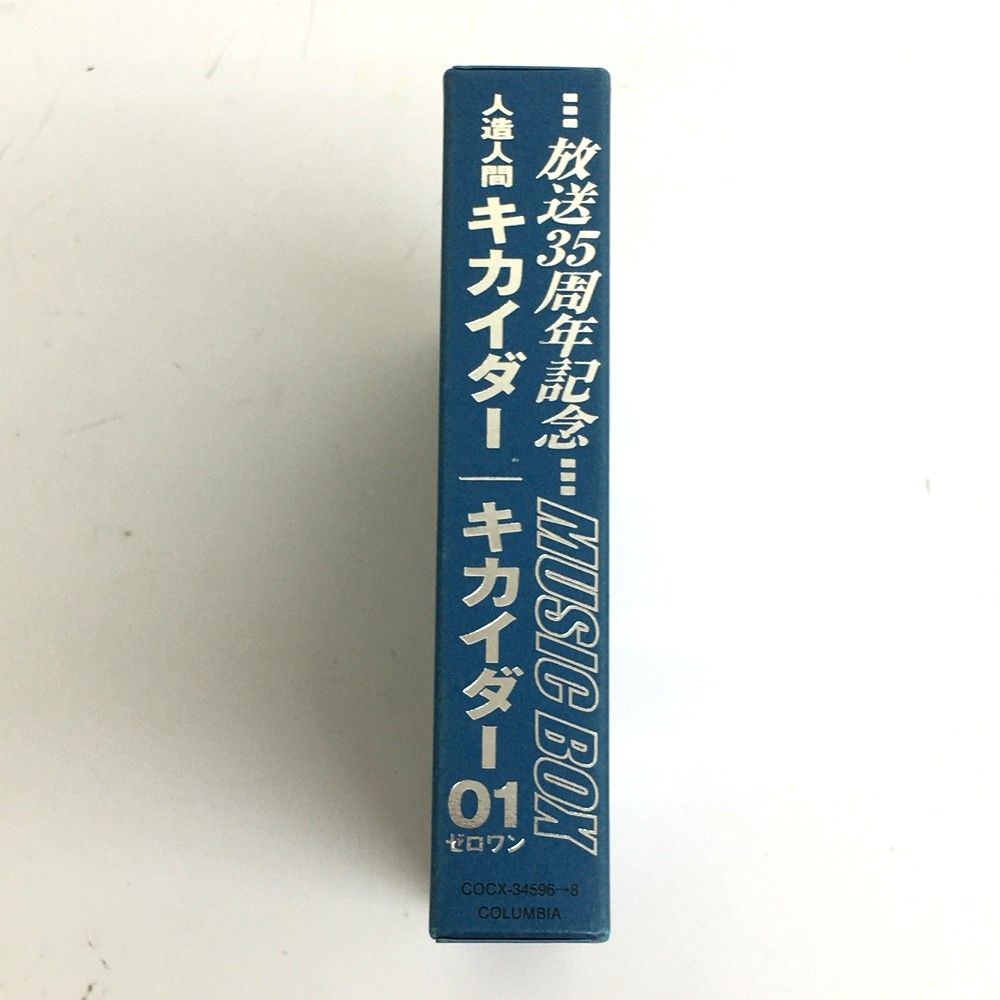 放送35周年記念
MUSIC BOX
人造人間
キカイダー
キカイダー
01
ゼロワン
COCX-34596→8
COLUMBIA